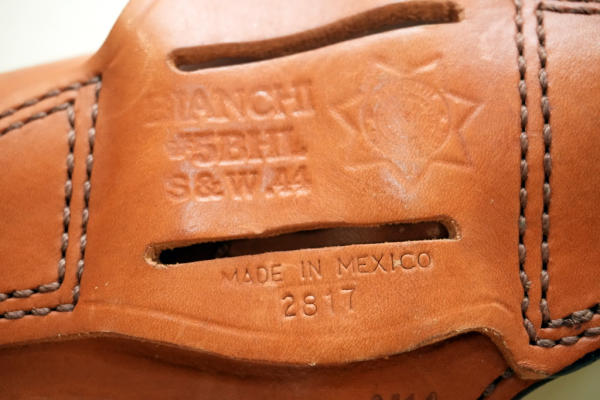 BIANCHI
#5BHL
S&W .44
MADE IN MEXICO
2817